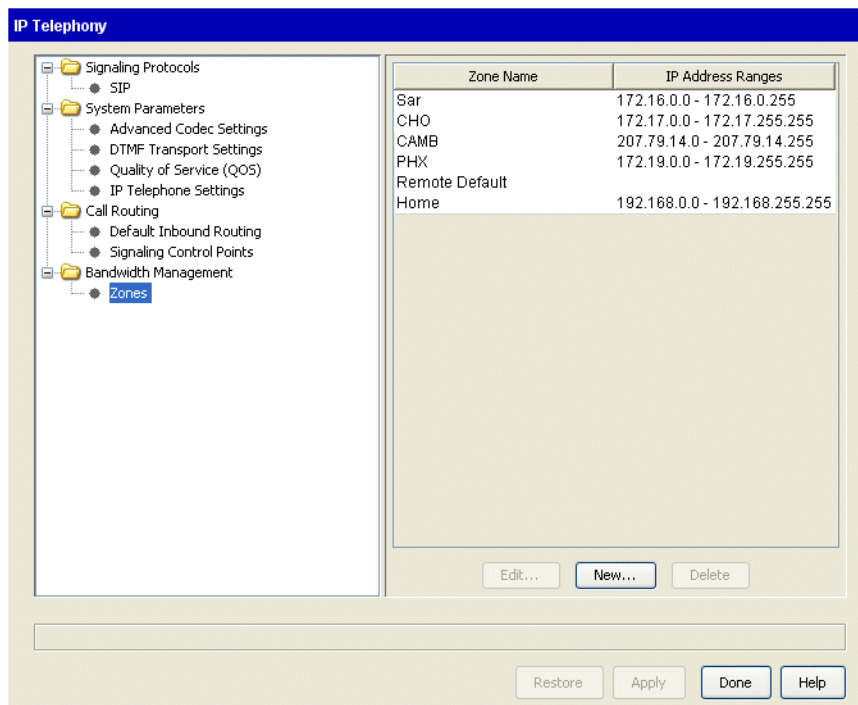 IP Telephony
Signaling Protocols
SIP
System Parameters
Advanced Codec Settings
DTMF Transport Settings
Quality of Service (QOS)
IP Telephone Settings
Call Routing
Default Inbound Routing
Signaling Control Points
Bandwidth Management
Zones
Zone Name IP Address Ranges
Sar 172.16.0.0 - 172.16.0.255
CHO 172.17.0.0 - 172.17.255.255
CAMB 207.79.14.0 - 207.79.14.255
PHX 172.19.0.0 - 172.19.255.255
Remote Default
Home 192.168.0.0 - 192.168.255.255
Edit... New... Delete
Restore Apply Done Help